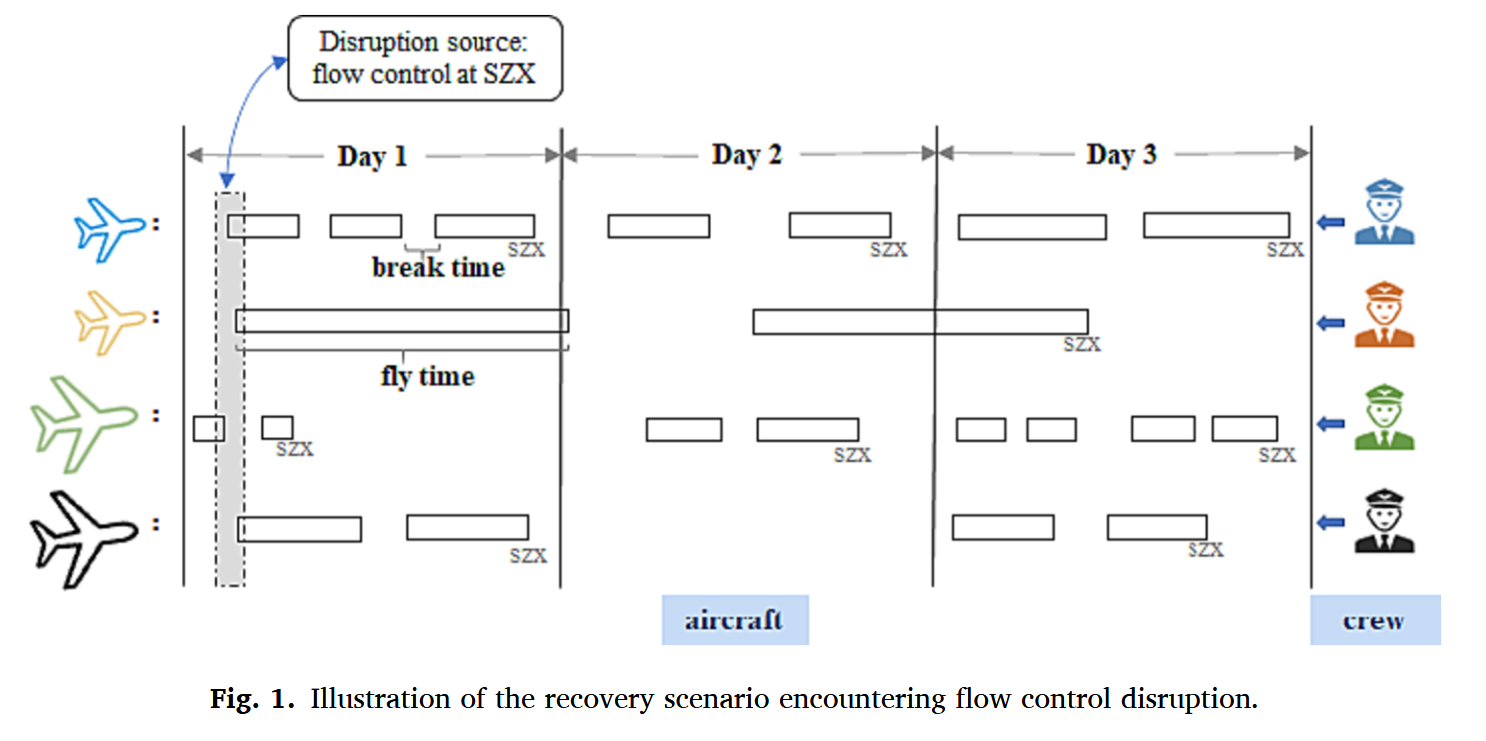 Disruption source:
flow control at SZX
Day 1
Day 2
Day 3
:
SZX
SZX
SZX
break time
:
SZX
fly time
:
SZX
SZX
SZX
:
SZX
SZX
aircraft
crew
Fig. 1. Illustration of the recovery scenario encountering flow control disruption.